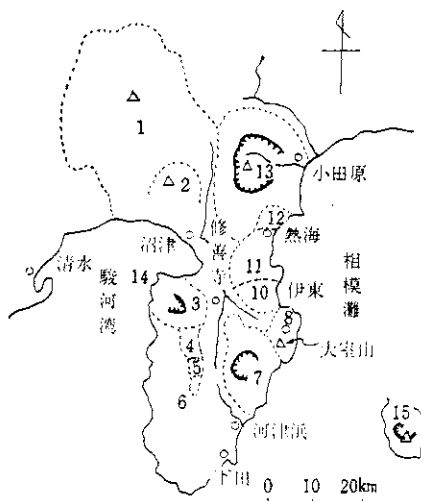 1
2
13
小田原
12
熱海
沼津
修善寺
清水
11
相模灘
駿河湾
14
3
10
伊東
8
4
大室山
5
7
6
15
河津浜
下田
0 10 20km